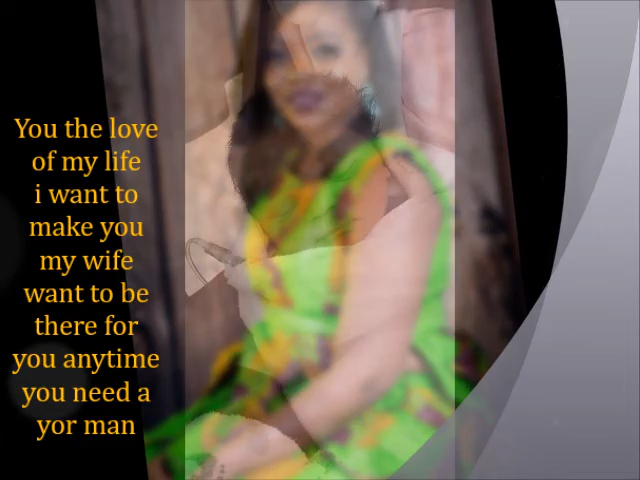 You the love
of my life
i want to
make you
my wife
want to be
there for
you anytime
you need a
yor man